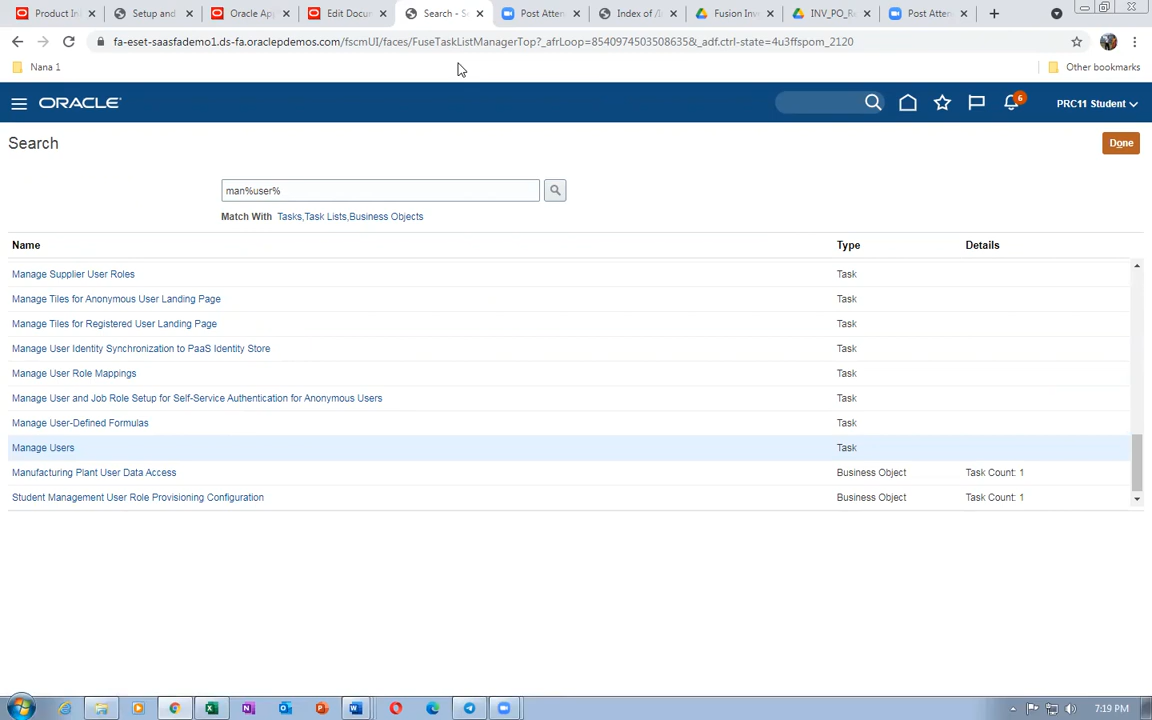 Product In
Setup and
Oracle Ap
Edit Docu
Search - S
Post Atten
Index of /
Fusion Inv
INV_PO_R
Post Atten
fa-eset-saasfademo1.ds-fa.oraclepdemos.com/fscmUI/faces/FuseTaskListManagerTop?_afrLoop=85409745035086358&_adf.ctrl-state=4u3ffspom_2120
Nana 1
Other bookmarks
ORACLE
6
PRC11 Student
Search
Done
man%user%
Match With Tasks,Task Lists,Business Objects
Name Type Details
Manage Supplier User Roles Task
Manage Tiles for Anonymous User Landing Page Task
Manage Tiles for Registered User Landing Page Task
Manage User Identity Synchronization to PaaS Identity Store Task
Manage User Role Mappings Task
Manage User and Job Role Setup for Self-Service Authentication for Anonymous Users Task
Manage User-Defined Formulas Task
Manage Users Task
Manufacturing Plant User Data Access Business Object Task Count: 1
Student Management User Role Provisioning Configuration Business Object Task Count: 1
7:19 PM